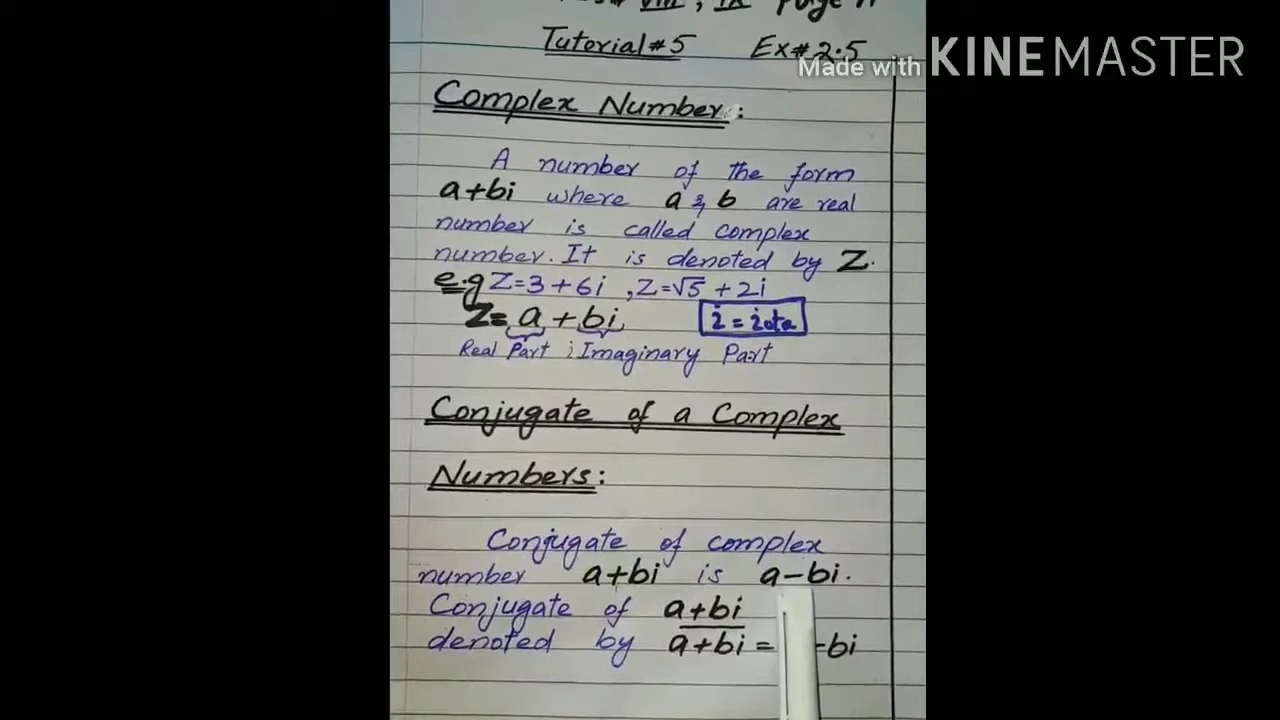 Tutorial#5 Ex#2.5
Made with KINEMASTER
Complex Number:
A number of the form
a+bi where a & b are real
number is called complex
number. It is denoted by Z.
e.g Z=3+6i , Z=√5+2i
Z= a + bi i = iota
Real Part ; Imaginary Part
Conjugate of a Complex
Numbers:
Conjugate of complex
number a+bi is a-bi.
Conjugate of a+bi
denoted by a+bi = -bi